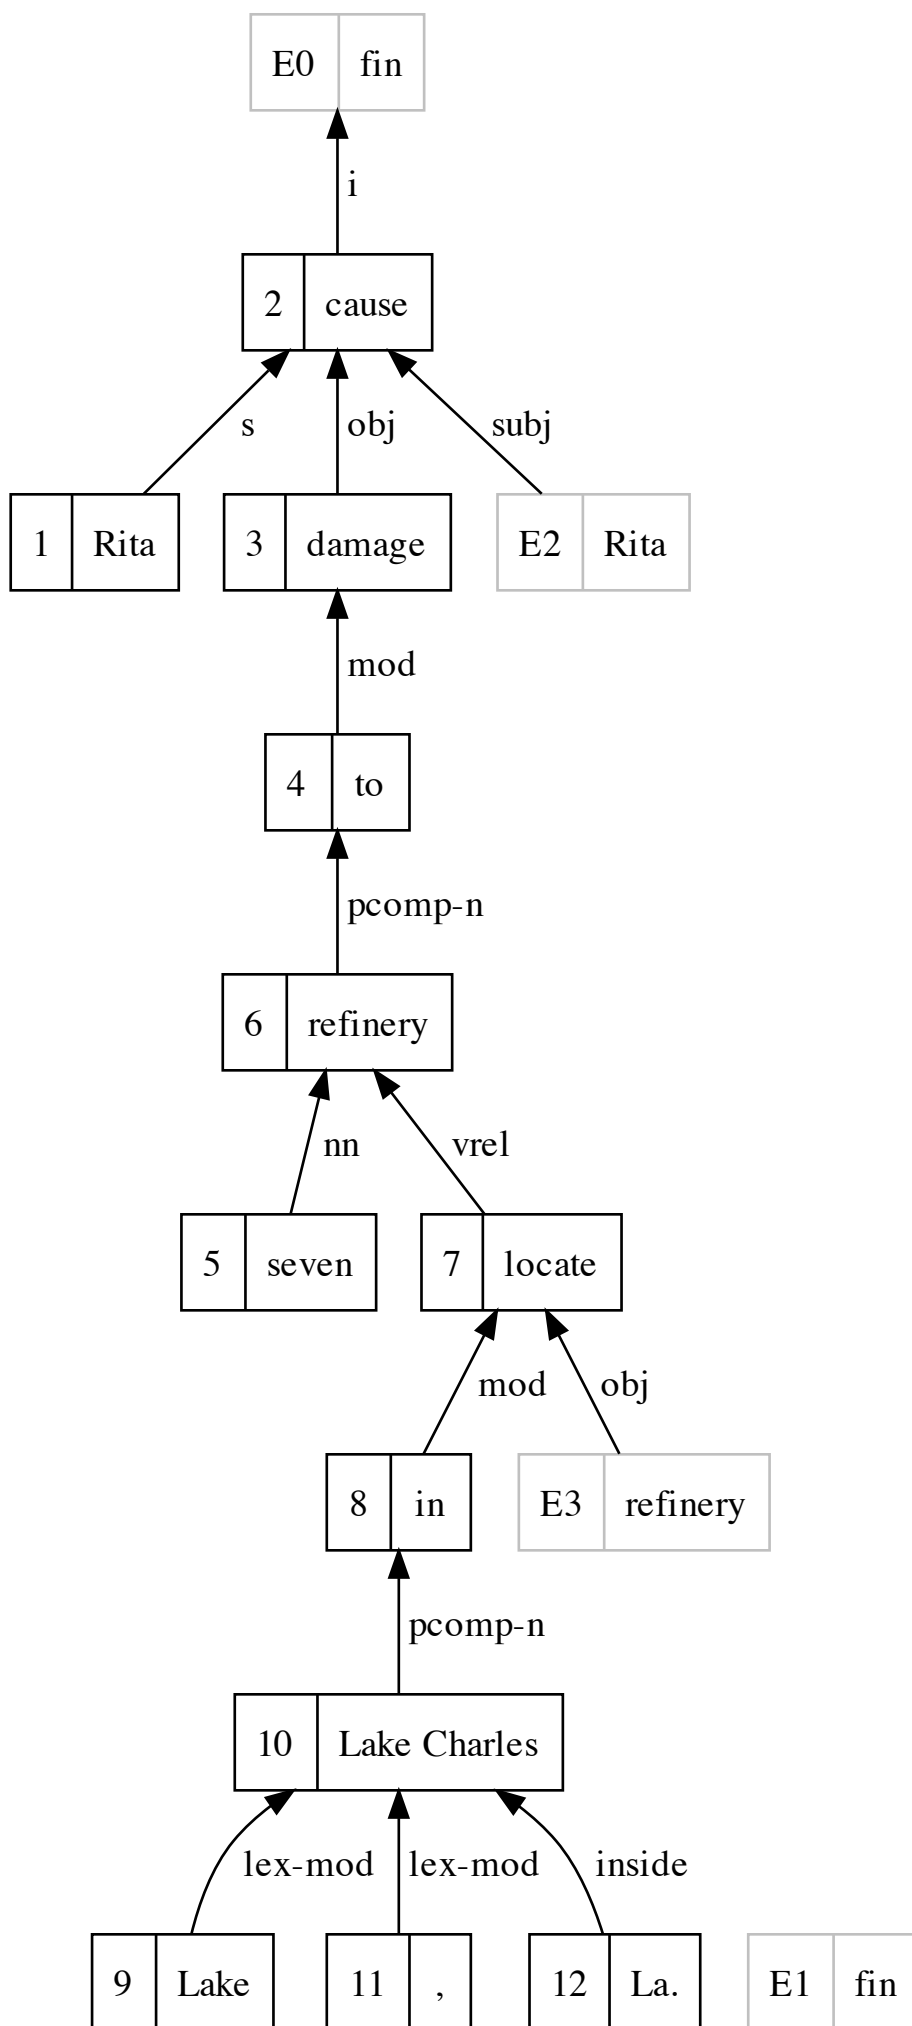 E0 fin
i
2 cause
s obj subj
1 Rita 3 damage E2 Rita
mod
4 to
pcomp-n
6 refinery
nn vrel
5 seven 7 locate
mod obj
8 in E3 refinery
pcomp-n
10 Lake Charles
lex-mod lex-mod inside
9 Lake 11 , 12 La. E1 fin